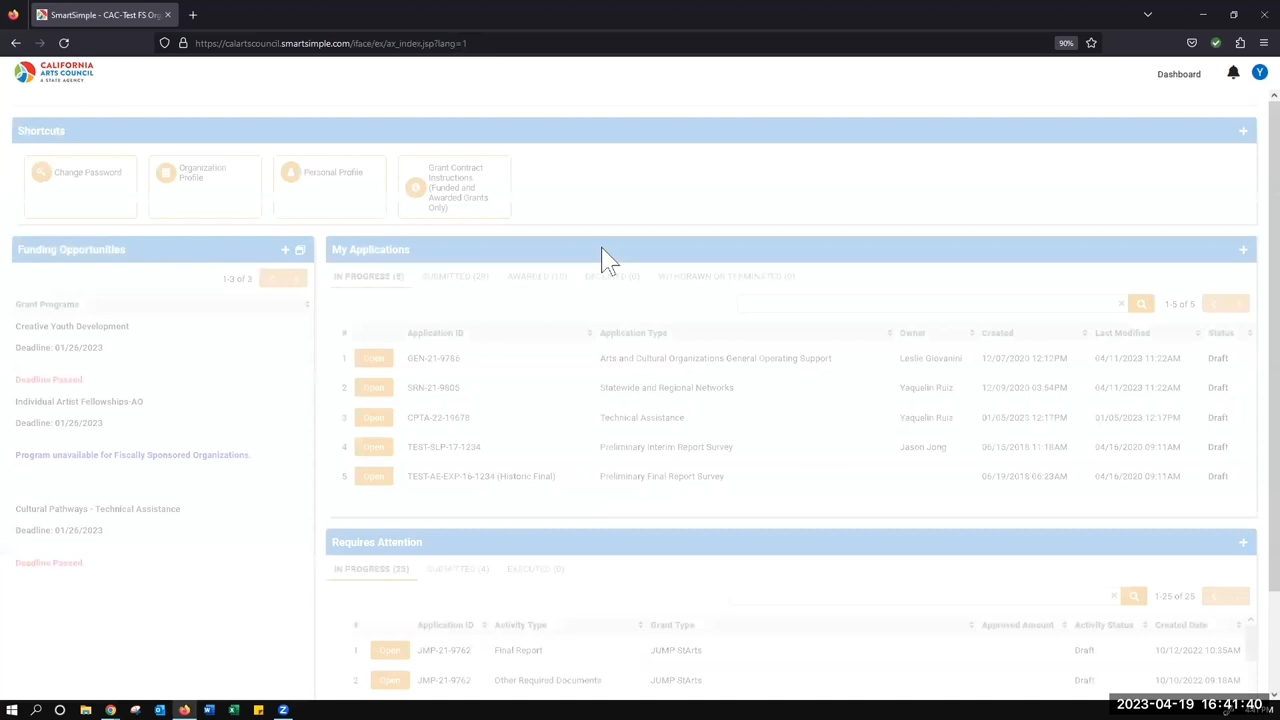 SmartSimple - CAC-Test FS Org
https://calartscouncil.smartsimple.com/iface/ex/ax_index.jsp?lang=1
90%
CALIFORNIA
ARTS COUNCIL
A STATE AGENCY
Dashboard
Y
Shortcuts
Change Password
Organization
Profile
Personal Profile
Grant Contract
Instructions
(Funded and
Awarded Grants
Only)
Funding Opportunities
1-3 of 3
Grant Programs
Creative Youth Development
Deadline: 01/26/2023
Deadline Passed
Individual Artist Fellowships-AO
Deadline: 01/26/2023
Program unavailable for Fiscally Sponsored Organizations.
Cultural Pathways - Technical Assistance
Deadline: 01/26/2023
Deadline Passed
My Applications
IN PROGRESS (5) SUBMITTED (29) AWARDED (10) WITHDRAWN OR TERMINATED (0)
1-5 of 5
# Application ID Application Type Owner Created Last Modified Status
1 Open GEN-21-9786 Arts and Cultural Organizations General Operating Support Leslie Giovanini 12/07/2020 12:12PM 04/11/2023 11:22AM Draft
2 Open SRN-21-9805 Statewide and Regional Networks Yaquelin Ruiz 12/09/2020 03:54PM 04/11/2023 11:22AM Draft
3 Open CPTA-22-19678 Technical Assistance Yaquelin Ruiz 01/05/2023 12:17PM 01/05/2023 12:17PM Draft
4 Open TEST-SLP-17-1234 Preliminary Interim Report Survey Jason Jong 06/15/2018 11:18AM 04/16/2020 09:11AM Draft
5 Open TEST-AE-EXP-16-1234 (Historic Final) Preliminary Final Report Survey 06/19/2018 06:23AM 04/16/2020 09:11AM Draft
Requires Attention
IN PROGRESS (25) SUBMITTED (4) EXECUTED (0)
1-25 of 25
# Application ID Activity Type Grant Type Approved Amount Activity Status Created Date
1 Open JMP-21-9762 Final Report JUMP StArts Draft 10/12/2022 10:35AM
2 Open JMP-21-9762 Other Required Documents JUMP StArts Draft 10/10/2022 09:18AM
2023-04-19 16:41:40